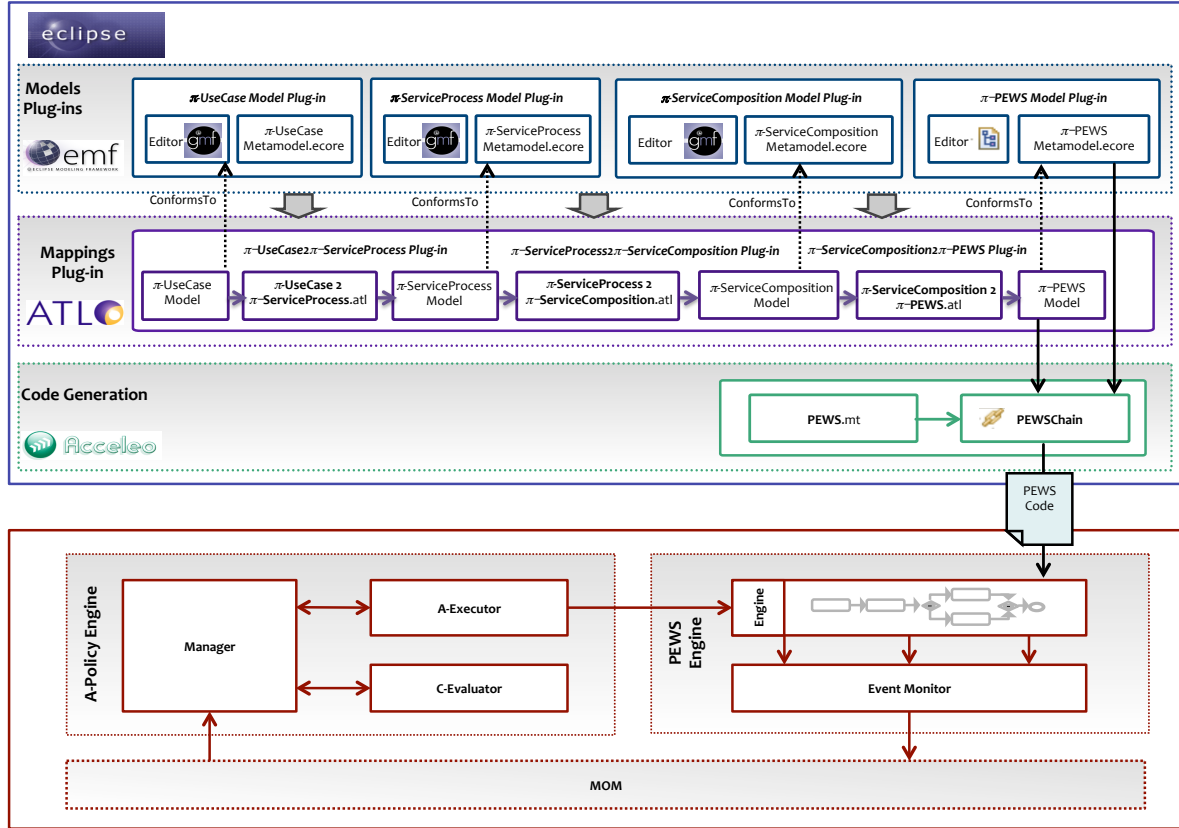 eclipse
Models
Plug-ins
emf
ECLIPSE MODELING FRAMEWORK
π-UseCase Model Plug-in
Editor
gmf
π-UseCase
Metamodel.ecore
π-ServiceProcess Model Plug-in
Editor
gmf
π-ServiceProcess
Metamodel.ecore
π-ServiceComposition Model Plug-in
Editor
gmf
π-ServiceComposition
Metamodel.ecore
π-PEWS Model Plug-in
Editor
π-PEWS
Metamodel.ecore
ConformsTo
ConformsTo
ConformsTo
ConformsTo
Mappings
Plug-in
ATL
π-UseCase2π-ServiceProcess Plug-in
π-ServiceProcess2π-ServiceComposition Plug-in
π-ServiceComposition2π-PEWS Plug-in
π-UseCase
Model
π-UseCase 2
π-ServiceProcess.atl
π-ServiceProcess
Model
π-ServiceProcess 2
π-ServiceComposition.atl
π-ServiceComposition
Model
π-ServiceComposition 2
π-PEWS.atl
π-PEWS
Model
Code Generation
Acceleo
PEWS.mt
PEWSChain
PEWS
Code
A-Policy Engine
Manager
A-Executor
C-Evaluator
PEWS
Engine
Engine
Event Monitor
MOM